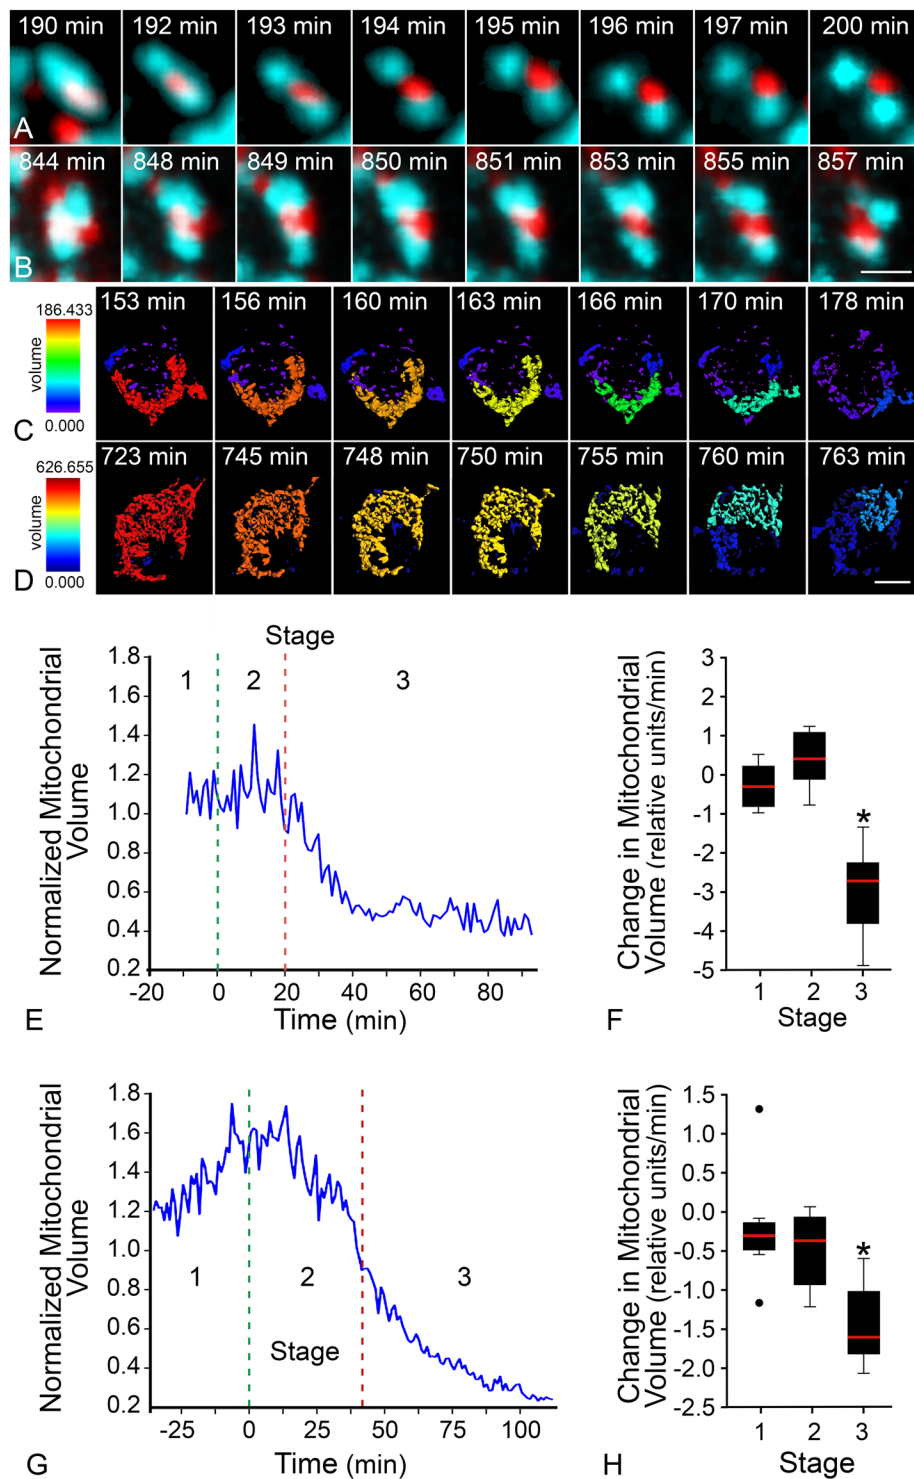 190 min 192 min 193 min 194 min 195 min 196 min 197 min 200 min
A
844 min 848 min 849 min 850 min 851 min 853 min 855 min 857 min
B
186.433
volume
0.000
153 min 156 min 160 min 163 min 166 min 170 min 178 min
C
626.655
volume
0.000
723 min 745 min 748 min 750 min 755 min 760 min 763 min
D
Stage
1 2 3
Normalized Mitochondrial
Volume
1.8
1.6
1.4
1.2
1.0
0.8
0.6
0.4
0.2
-20 0 20 40 60 80
Time (min)
E
Change in Mitochondrial
Volume (relative units/min)
3
2
1
0
-1
-2
-3
-4
-5
*
1 2 3
Stage
F
Normalized Mitochondrial
Volume
1.8
1.6
1.4
1.2
1.0
0.8
0.6
0.4
0.2
1 2 3
Stage
-25 0 25 50 75 100
Time (min)
G
Change in Mitochondrial
Volume (relative units/min)
1.5
1.0
0.5
0.0
-0.5
-1.0
-1.5
-2.0
-2.5
*
1 2 3
Stage
H